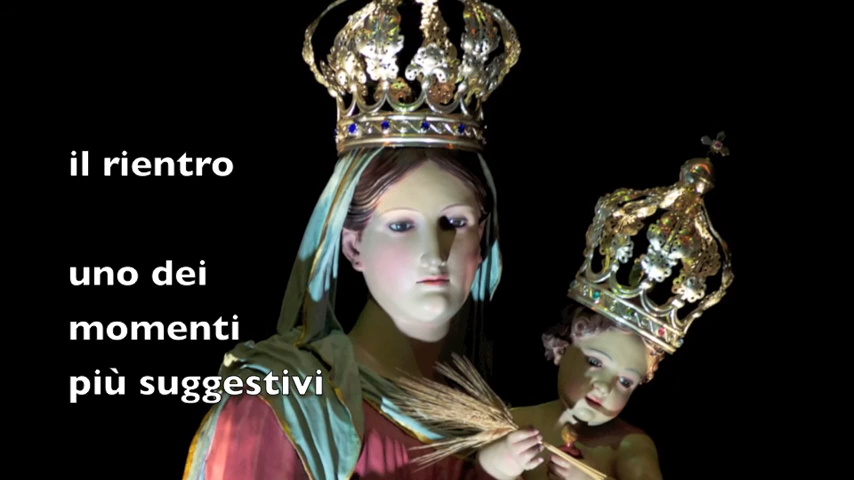 il rientro
uno dei
momenti
più suggestivi